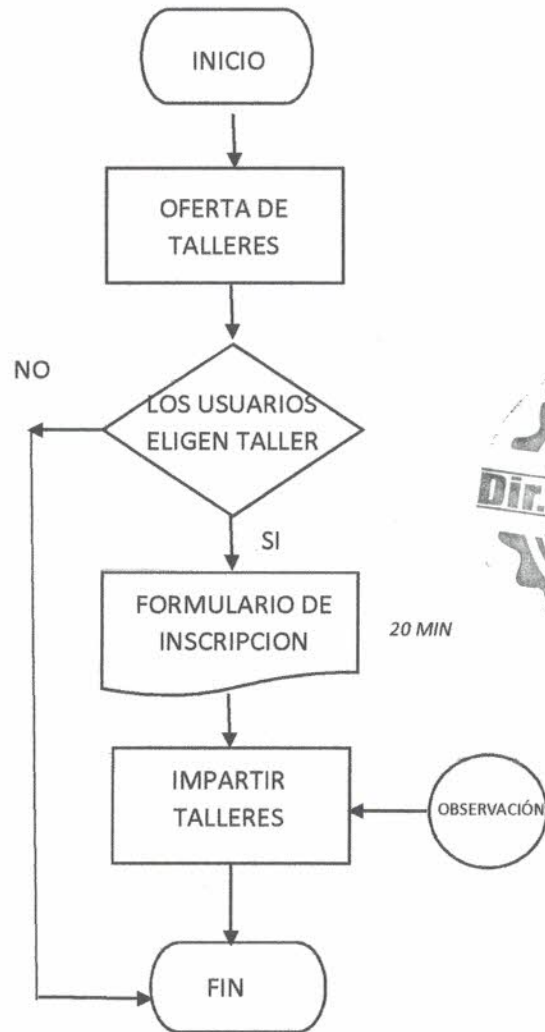 INICIO
OFERTA DE
TALLERES
NO
LOS USUARIOS
ELIGEN TALLER
Dir.
SI
FORMULARIO DE
INSCRIPCION
20 MIN
IMPARTIR
TALLERES
OBSERVACIÓN
FIN